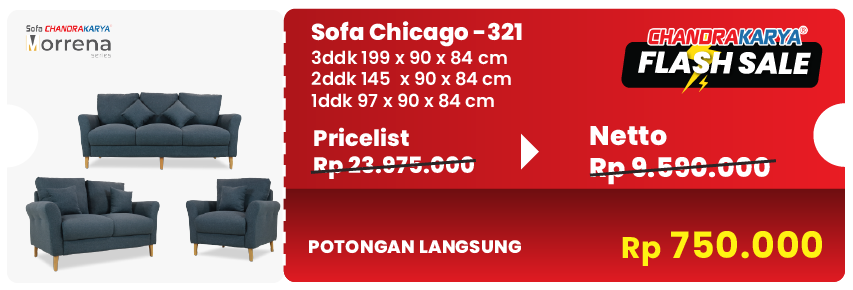 Sofa CHANDRAKARYA®
Morrena
series
Sofa Chicago - 321
3ddk 199 x 90 x 84 cm
2ddk 145 x 90 x 84 cm
1ddk 97 x 90 x 84 cm
CHANDRAKARYA®
FLASH SALE
Pricelist
Rp 23.975.000
Netto
Rp 9.590.000
POTONGAN LANGSUNG
Rp 750.000